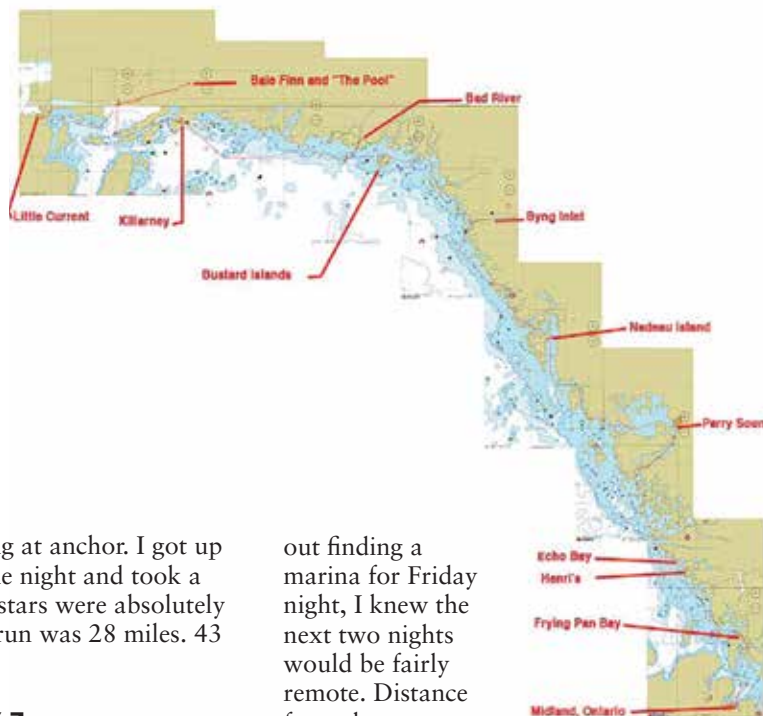 Baie Finn and "The Pool"
Bad River
Little Current
Killarney
Byng Inlet
Bustard Islands
Nadeau Island
Parry Soun
Echo Bay
Henri's
Frying Pan Bay
Midland, Ontario
g at anchor. I got up
e night and took a
stars were absolutely
run was 28 miles. 43
out finding a
marina for Friday
night, I knew the
next two nights
would be fairly
remote. Distance